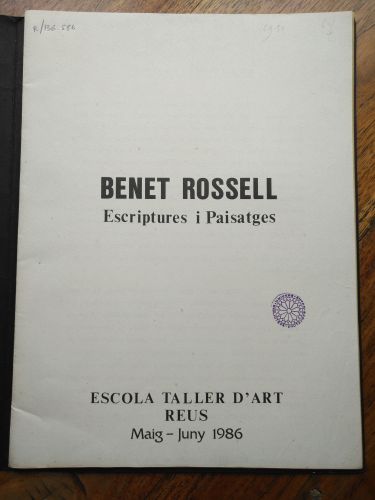 BENET ROSSELL
Escriptures i Paisatges
ESCOLA TALLER D'ART
REUS
Maig – Juny 1986